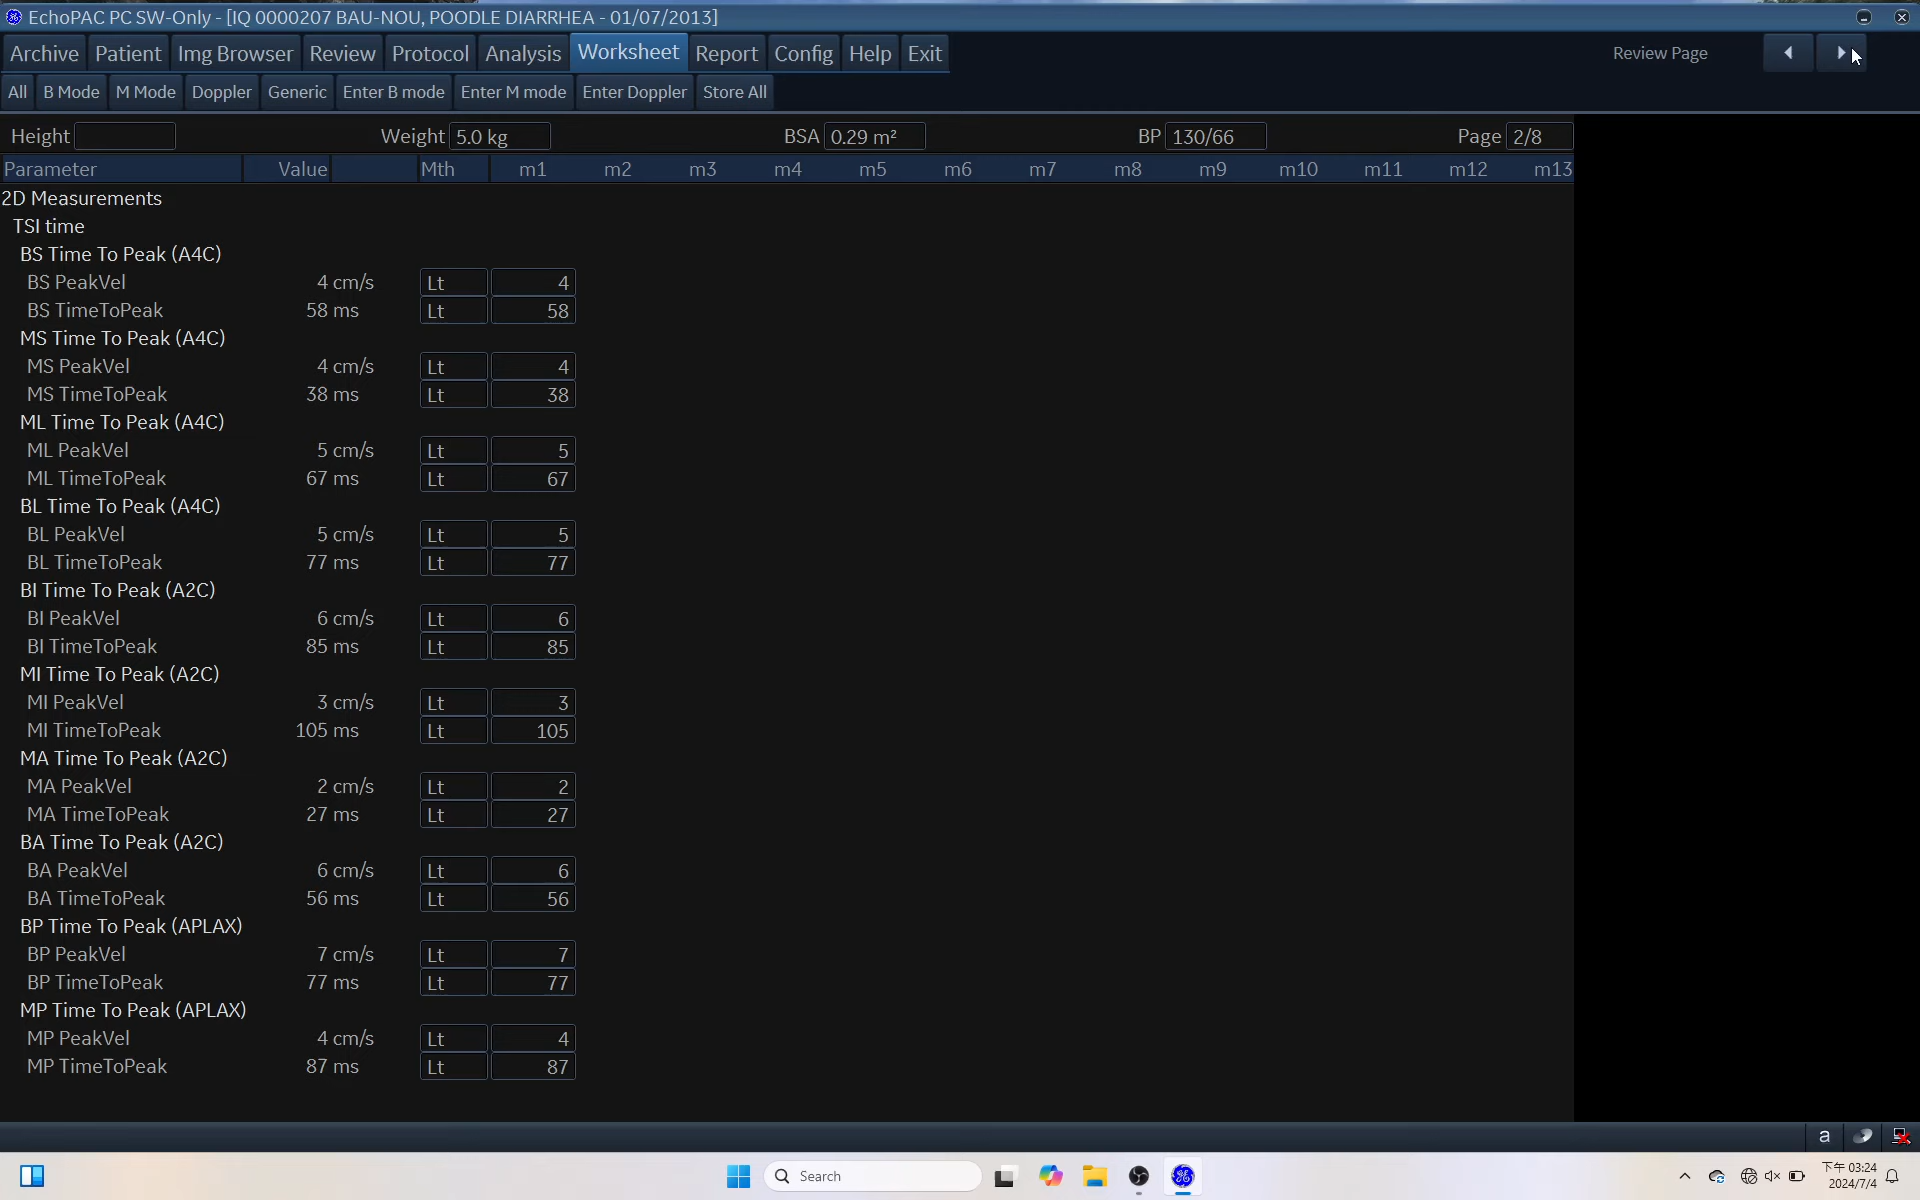 EchoPAC PC SW-Only - [IQ 0000207 BAU-NOU, POODLE DIARRHEA - 01/07/2013]
Archive Patient Img Browser Review Protocol Analysis Worksheet Report Config Help Exit Review Page
All B Mode M Mode Doppler Generic Enter B mode Enter M mode Enter Doppler Store All
Height Weight 5.0 kg BSA 0.29 m² BP 130/66 Page 2/8
Parameter Value Mth m1 m2 m3 m4 m5 m6 m7 m8 m9 m10 m11 m12 m13
2D Measurements
TSI time
BS Time To Peak (A4C)
BS PeakVel 4 cm/s Lt 4
BS TimeToPeak 58 ms Lt 58
MS Time To Peak (A4C)
MS PeakVel 4 cm/s Lt 4
MS TimeToPeak 38 ms Lt 38
ML Time To Peak (A4C)
ML PeakVel 5 cm/s Lt 5
ML TimeToPeak 67 ms Lt 67
BL Time To Peak (A4C)
BL PeakVel 5 cm/s Lt 5
BL TimeToPeak 77 ms Lt 77
BI Time To Peak (A2C)
BI PeakVel 6 cm/s Lt 6
BI TimeToPeak 85 ms Lt 85
MI Time To Peak (A2C)
MI PeakVel 3 cm/s Lt 3
MI TimeToPeak 105 ms Lt 105
MA Time To Peak (A2C)
MA PeakVel 2 cm/s Lt 2
MA TimeToPeak 27 ms Lt 27
BA Time To Peak (A2C)
BA PeakVel 6 cm/s Lt 6
BA TimeToPeak 56 ms Lt 56
BP Time To Peak (APLAX)
BP PeakVel 7 cm/s Lt 7
BP TimeToPeak 77 ms Lt 77
MP Time To Peak (APLAX)
MP PeakVel 4 cm/s Lt 4
MP TimeToPeak 87 ms Lt 87
a
Search
下午 03:24
2024/7/4